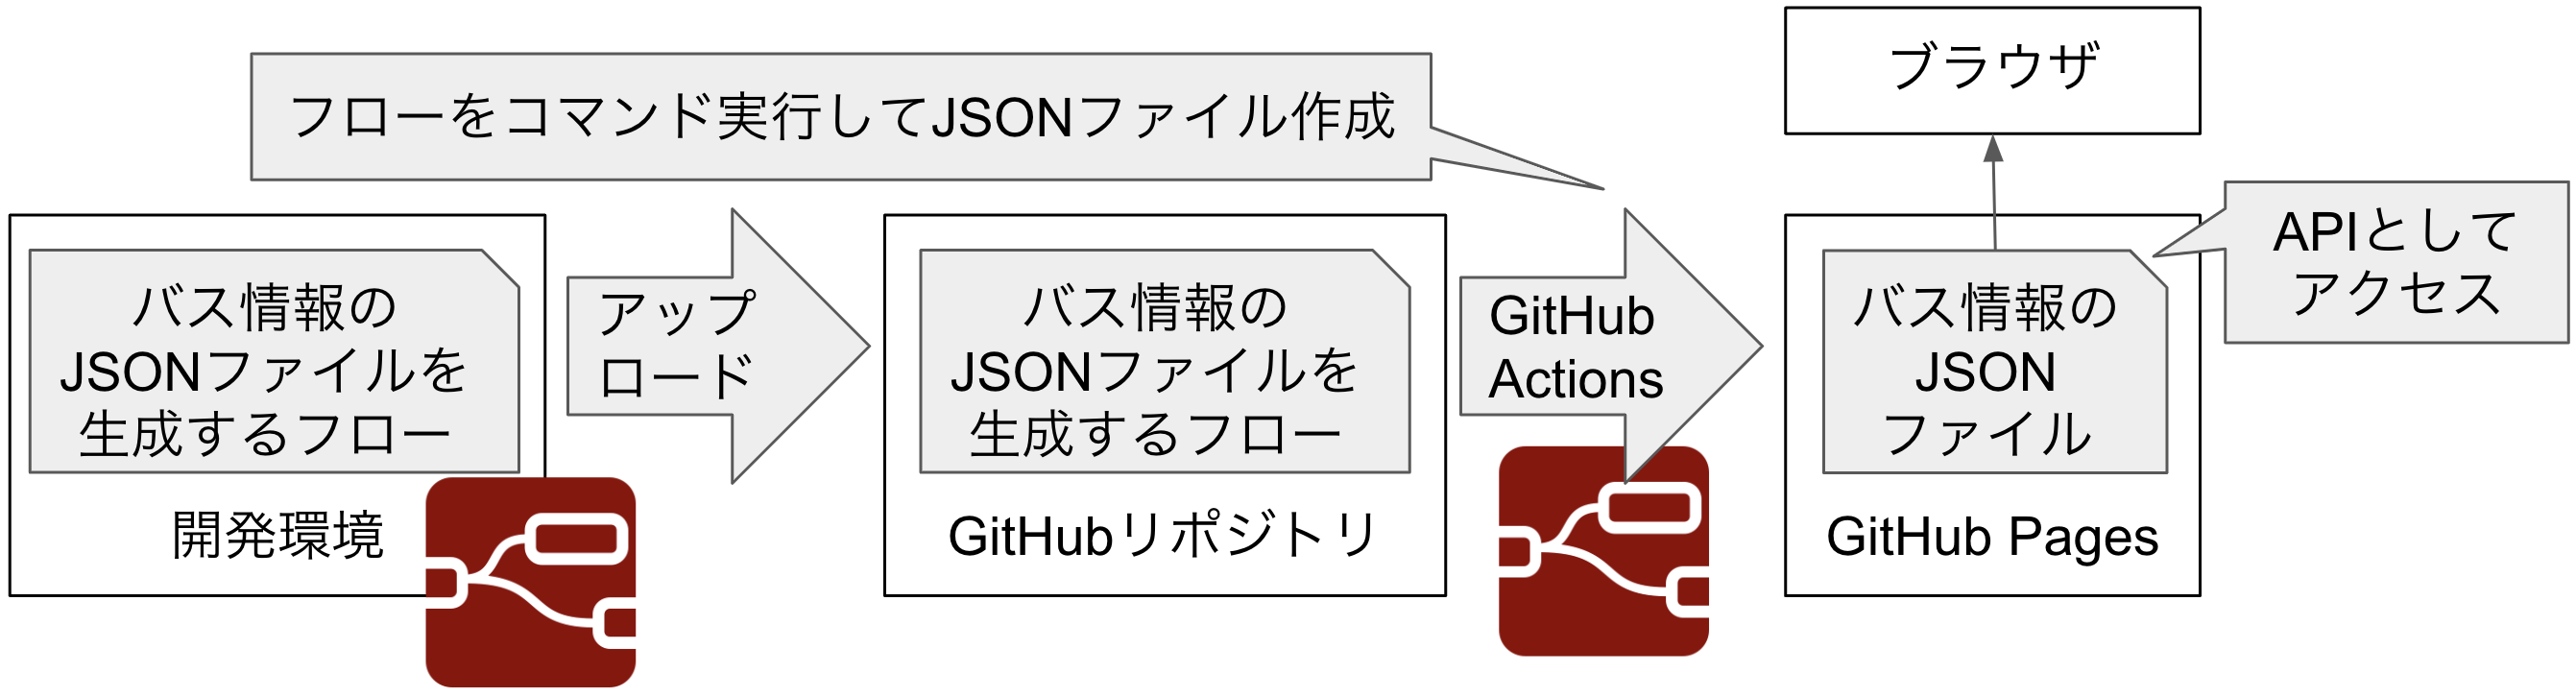 フローをコマンド実行してJSONファイル作成
ブラウザ
APIとして
アクセス
バス情報の
JSONファイルを
生成するフロー
開発環境
アップ
ロード
バス情報の
JSONファイルを
生成するフロー
GitHubリポジトリ
GitHub
Actions
バス情報の
JSON
ファイル
GitHub Pages